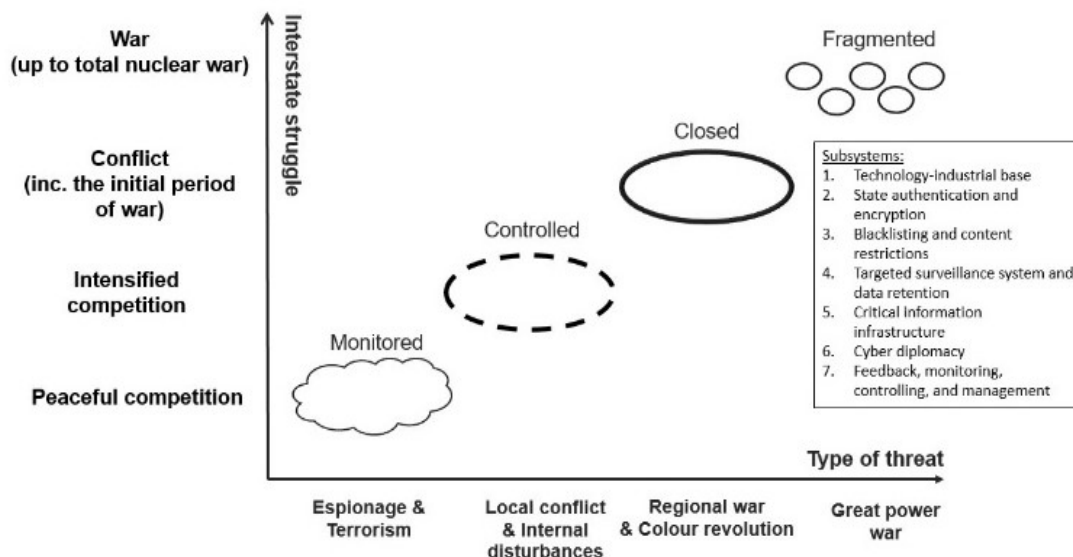 War
(up to total nuclear war)
Conflict
(inc. the initial period
of war)
Intensified
competition
Peaceful competition
Interstate
struggle
Monitored
Controlled
Closed
Fragmented
Subsystems:
1. Technology-industrial base
2. State authentication and
encryption
3. Blacklisting and content
restrictions
4. Targeted surveillance system and
data retention
5. Critical information
infrastructure
6. Cyber diplomacy
7. Feedback, monitoring,
controlling, and management
Type of threat
Espionage &
Terrorism
Local conflict
& Internal
disturbances
Regional war
& Colour revolution
Great power
war